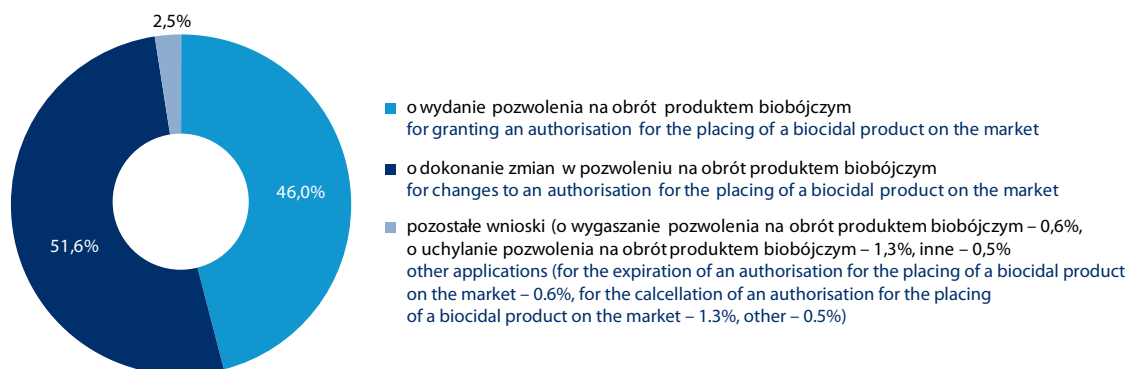 2,5%
46,0%
51,6%
o wydanie pozwolenia na obrót produktem biobójczym
for granting an authorisation for the placing of a biocidal product on the market
o dokonanie zmian w pozwoleniu na obrót produktem biobójczym
for changes to an authorisation for the placing of a biocidal product on the market
pozostałe wnioski (o wygaszanie pozwolenia na obrót produktem biobójczym – 0,6%,
o uchylanie pozwolenia na obrót produktem biobójczym – 1,3%, inne – 0,5%
other applications (for the expiration of an authorisation for the placing of a biocidal product
on the market – 0.6%, for the calcellation of an authorisation for the placing
of a biocidal product on the market – 1.3%, other – 0.5%)